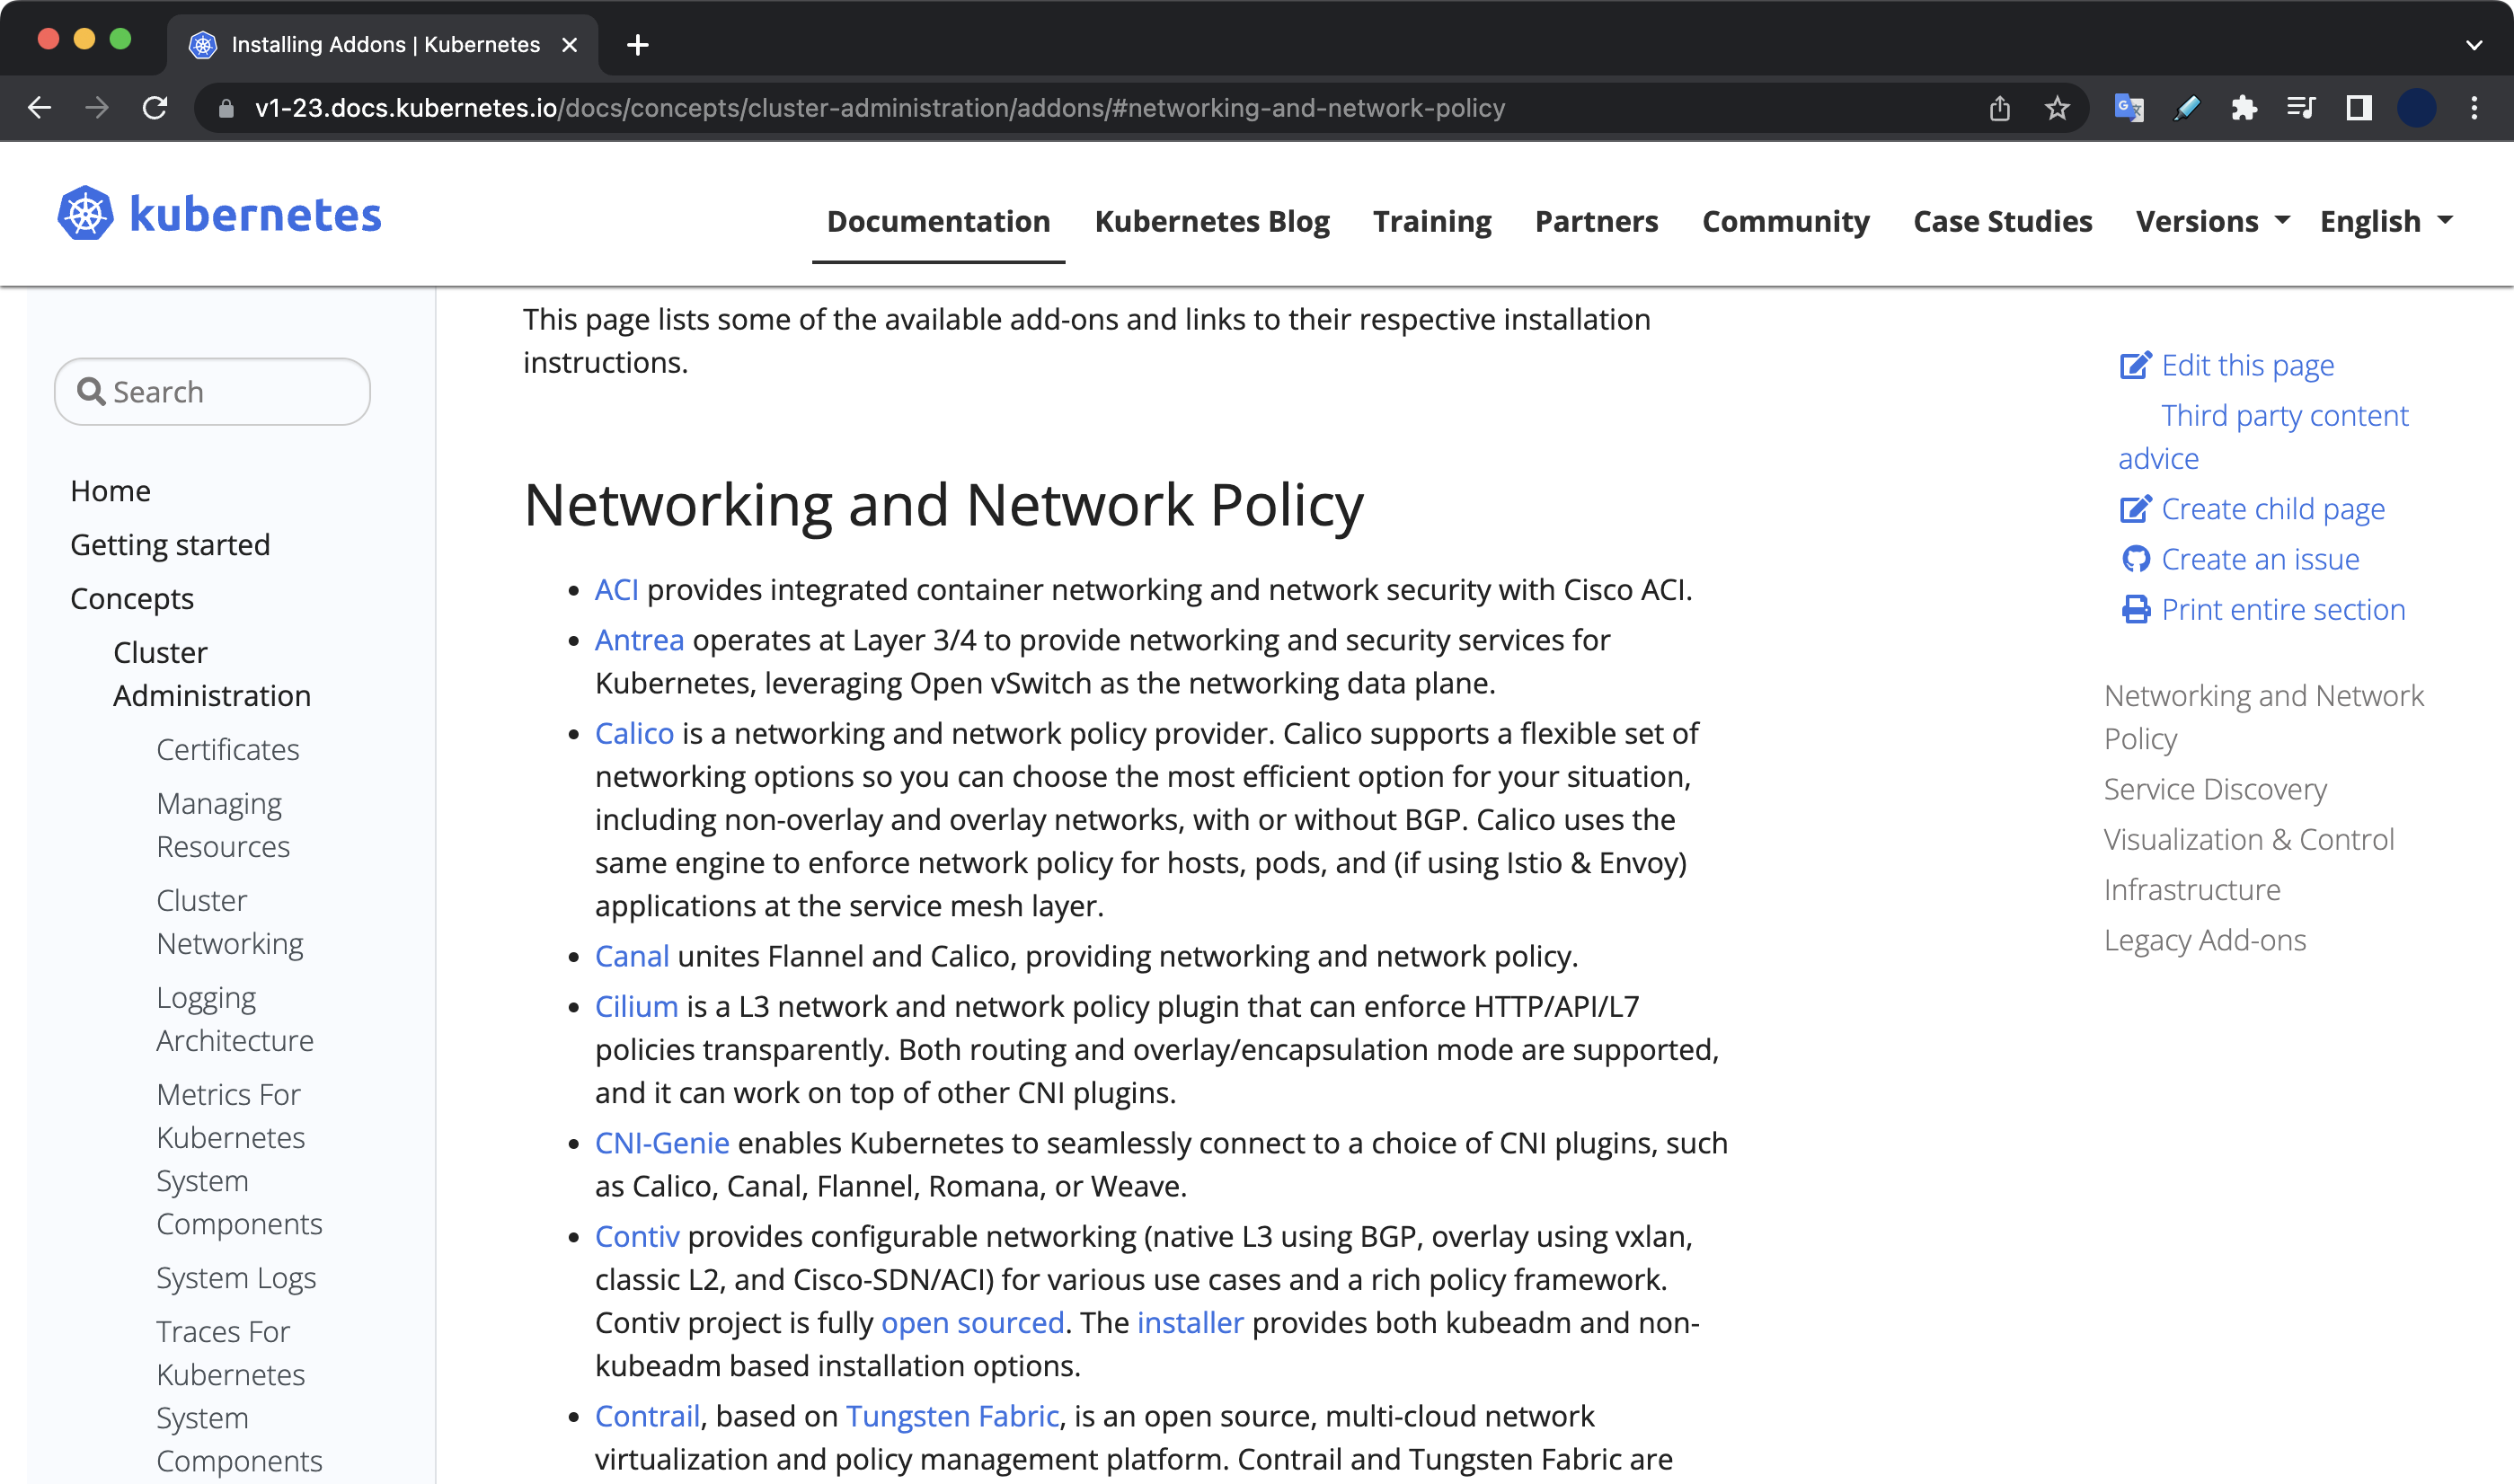 Installing Addons | Kubernetes
v1-23.docs.kubernetes.io/docs/concepts/cluster-administration/addons/#networking-and-network-policy
kubernetes
Documentation
Kubernetes Blog
Training
Partners
Community
Case Studies
Versions
English
Search
Home
Getting started
Concepts
Cluster
Administration
Certificates
Managing
Resources
Cluster
Networking
Logging
Architecture
Metrics For
Kubernetes
System
Components
System Logs
Traces For
Kubernetes
System
Components
This page lists some of the available add-ons and links to their respective installation
instructions.
Networking and Network Policy
• ACI provides integrated container networking and network security with Cisco ACI.
• Antrea operates at Layer 3/4 to provide networking and security services for
Kubernetes, leveraging Open vSwitch as the networking data plane.
• Calico is a networking and network policy provider. Calico supports a flexible set of
networking options so you can choose the most efficient option for your situation,
including non-overlay and overlay networks, with or without BGP. Calico uses the
same engine to enforce network policy for hosts, pods, and (if using Istio & Envoy)
applications at the service mesh layer.
• Canal unites Flannel and Calico, providing networking and network policy.
• Cilium is a L3 network and network policy plugin that can enforce HTTP/API/L7
policies transparently. Both routing and overlay/encapsulation mode are supported,
and it can work on top of other CNI plugins.
• CNI-Genie enables Kubernetes to seamlessly connect to a choice of CNI plugins, such
as Calico, Canal, Flannel, Romana, or Weave.
• Contiv provides configurable networking (native L3 using BGP, overlay using vxlan,
classic L2, and Cisco-SDN/ACI) for various use cases and a rich policy framework.
Contiv project is fully open sourced. The installer provides both kubeadm and non-
kubeadm based installation options.
• Contrail, based on Tungsten Fabric, is an open source, multi-cloud network
virtualization and policy management platform. Contrail and Tungsten Fabric are
Edit this page
Third party content
advice
Create child page
Create an issue
Print entire section
Networking and Network
Policy
Service Discovery
Visualization & Control
Infrastructure
Legacy Add-ons